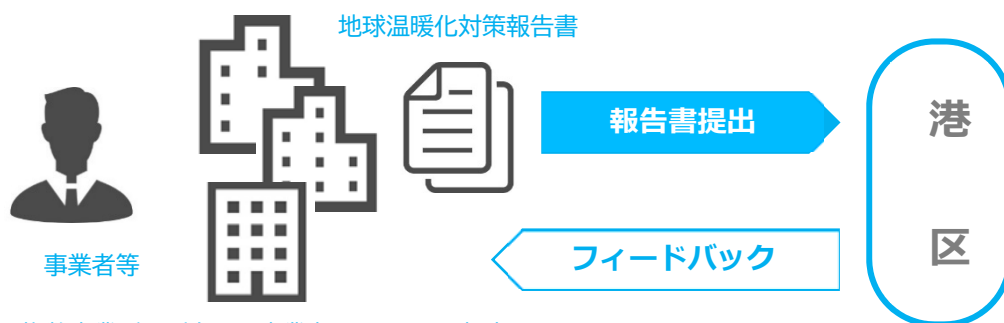 地球温暖化対策報告書
報告書提出
港
区
フィードバック
事業者等